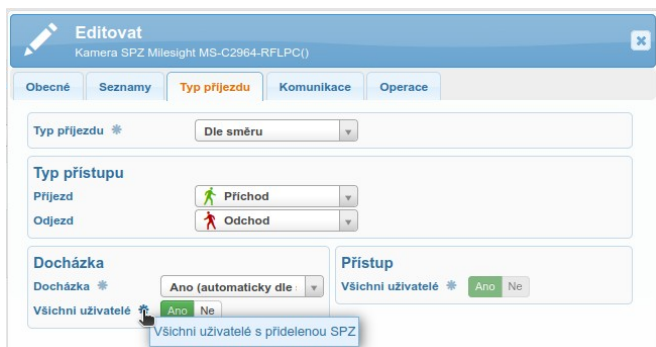 Editovat
Kamera SPZ Milesight MS-C2964-RFLPC()
Obecné Seznamy Typ příjezdu Komunikace Operace
Typ příjezdu Dle směru
Typ přístupu
Příjezd Příchod
Odjezd Odchod
Docházka
Docházka Ano (automaticky dle
Všichni uživatelé Ano Ne
Všichni uživatelé s přidelenou SPZ
Přístup
Všichni uživatelé Ano Ne